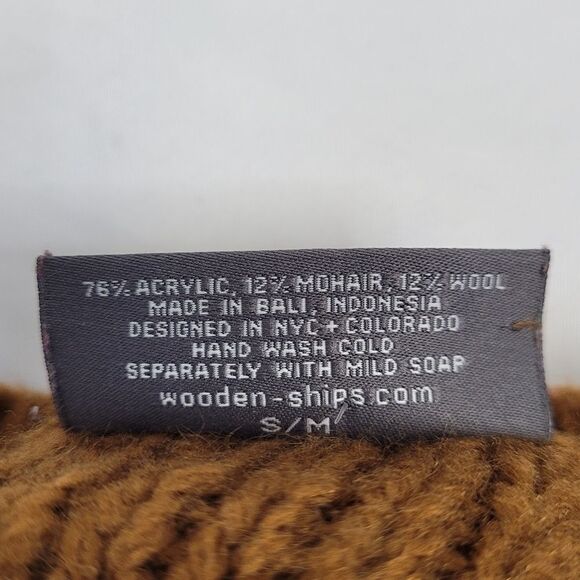 76% ACRYLIC, 12% MOHAIR, 12% WOOL
MADE IN BALI, INDONESIA
DESIGNED IN NYC + COLORADO
HAND WASH COLD
SEPARATELY WITH MILD SOAP
wooden-ships.com
S/M